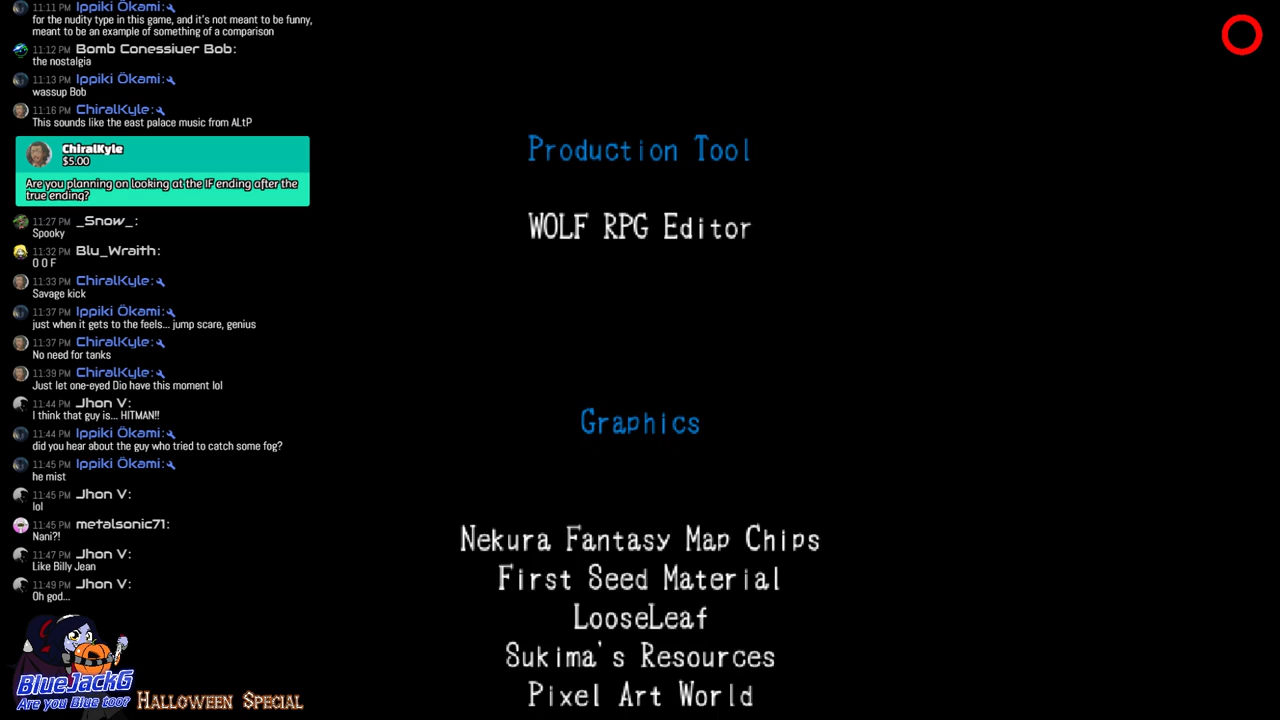 11:11 PM Ippiki Ökami:
for the nudity type in this game, and it's not meant to be funny,
meant to be an example of something of a comparison
11:12 PM Bomb Conessiuer Bob:
the nostalgia
11:13 PM Ippiki Ökami:
wassup Bob
11:16 PM ChiralKyle:
This sounds like the east palace music from ALtP
ChiralKyle
$5.00
Are you planning on looking at the IF ending after the
true ending?
11:27 PM _Snow_:
Spooky
11:32 PM Blu_Wraith:
O O F
11:33 PM ChiralKyle:
Savage kick
11:37 PM Ippiki Ökami:
just when it gets to the feels... jump scare, genius
11:37 PM ChiralKyle:
No need for tanks
11:39 PM ChiralKyle:
Just let one-eyed Dio have this moment lol
11:44 PM Jhon V:
I think that guy is... HITMAN!!
11:44 PM Ippiki Ökami:
did you hear about the guy who tried to catch some fog?
11:45 PM Ippiki Ökami:
he mist
11:45 PM Jhon V:
lol
11:45 PM metalsonic71:
Nani?!
11:47 PM Jhon V:
Like Billy Jean
11:49 PM Jhon V:
Oh god...
BlueJackG
Are you Blue too?
Halloween Special
Production Tool
WOLF RPG Editor
Graphics
Nekura Fantasy Map Chips
First Seed Material
LooseLeaf
Sukima's Resources
Pixel Art World